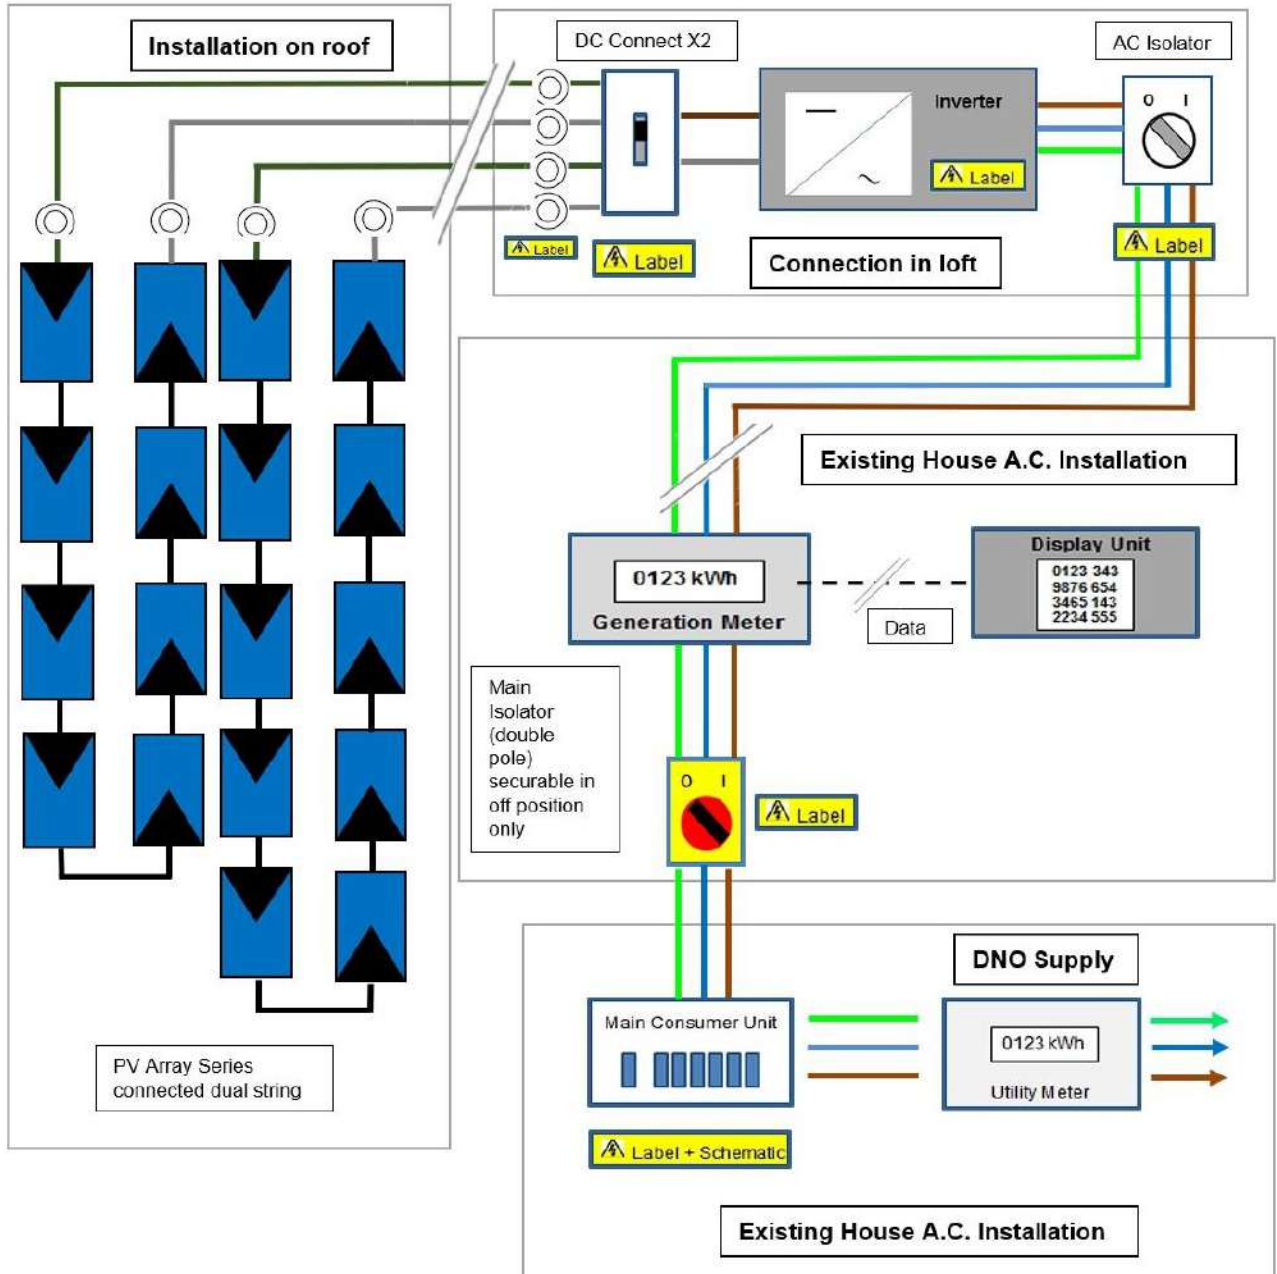 Installation on roof
DC Connect X2
AC Isolator
Inverter
O I
Label
Label
Label
Label
Connection in loft
Existing House A.C. Installation
0123 kWh
Generation Meter
Data
Display Unit
0123 343
9876 654
3465 143
2234 555
Main
Isolator
(double
pole)
securable in
off position
only
O I
Label
DNO Supply
Main Consumer Unit
0123 kWh
Utility Meter
Label + Schematic
PV Array Series
connected dual string
Existing House A.C. Installation